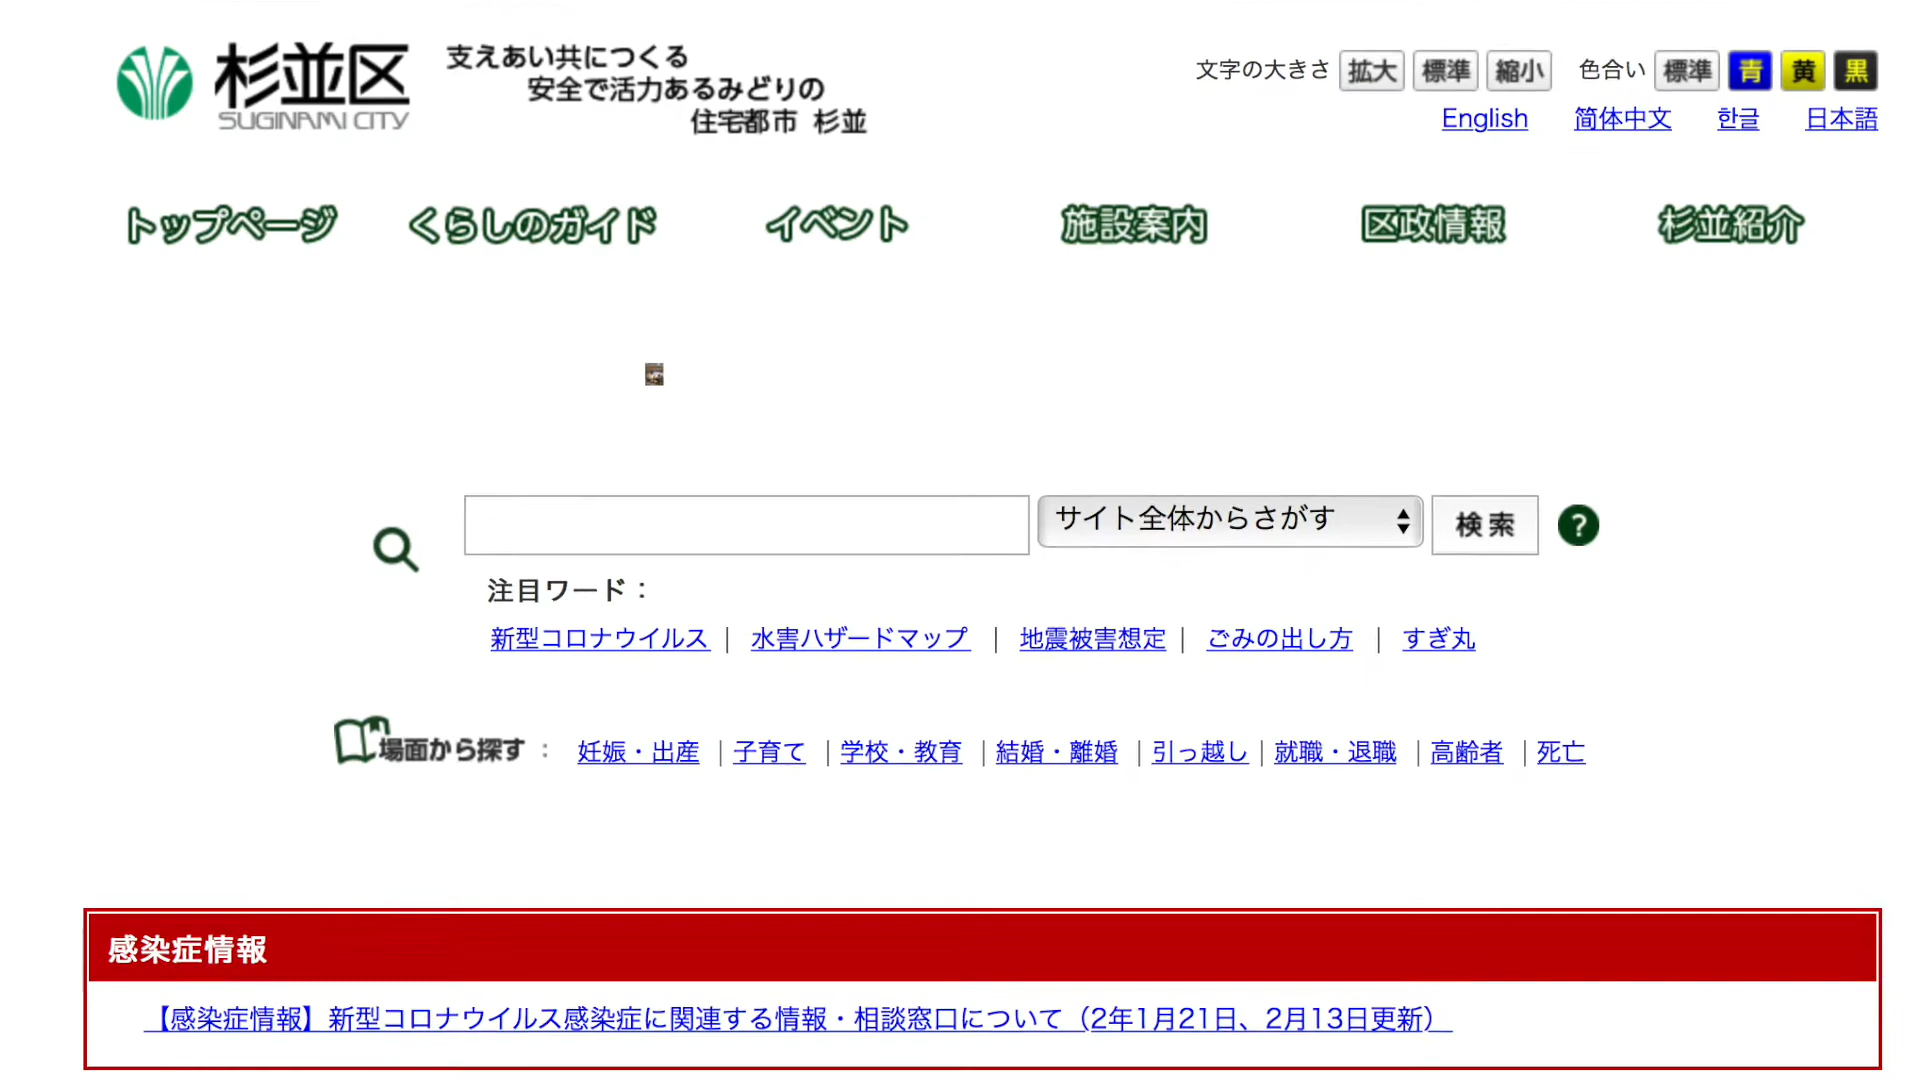 杉並区
SUGINAMI CITY
支えあい共につくる
安全で活力あるみどりの
住宅都市 杉並
文字の大きさ 拡大 標準 縮小 色合い 標準 青 黄 黒
English 简体中文 한글 日本語
トップページ くらしのガイド イベント 施設案内 区政情報 杉並紹介
サイト全体からさがす 検索 ?
注目ワード：
新型コロナウイルス | 水害ハザードマップ | 地震被害想定 | ごみの出し方 | すぎ丸
場面から探す ： 妊娠・出産 | 子育て | 学校・教育 | 結婚・離婚 | 引っ越し | 就職・退職 | 高齢者 | 死亡
感染症情報
【感染症情報】新型コロナウイルス感染症に関連する情報・相談窓口について（2年1月21日、2月13日更新）